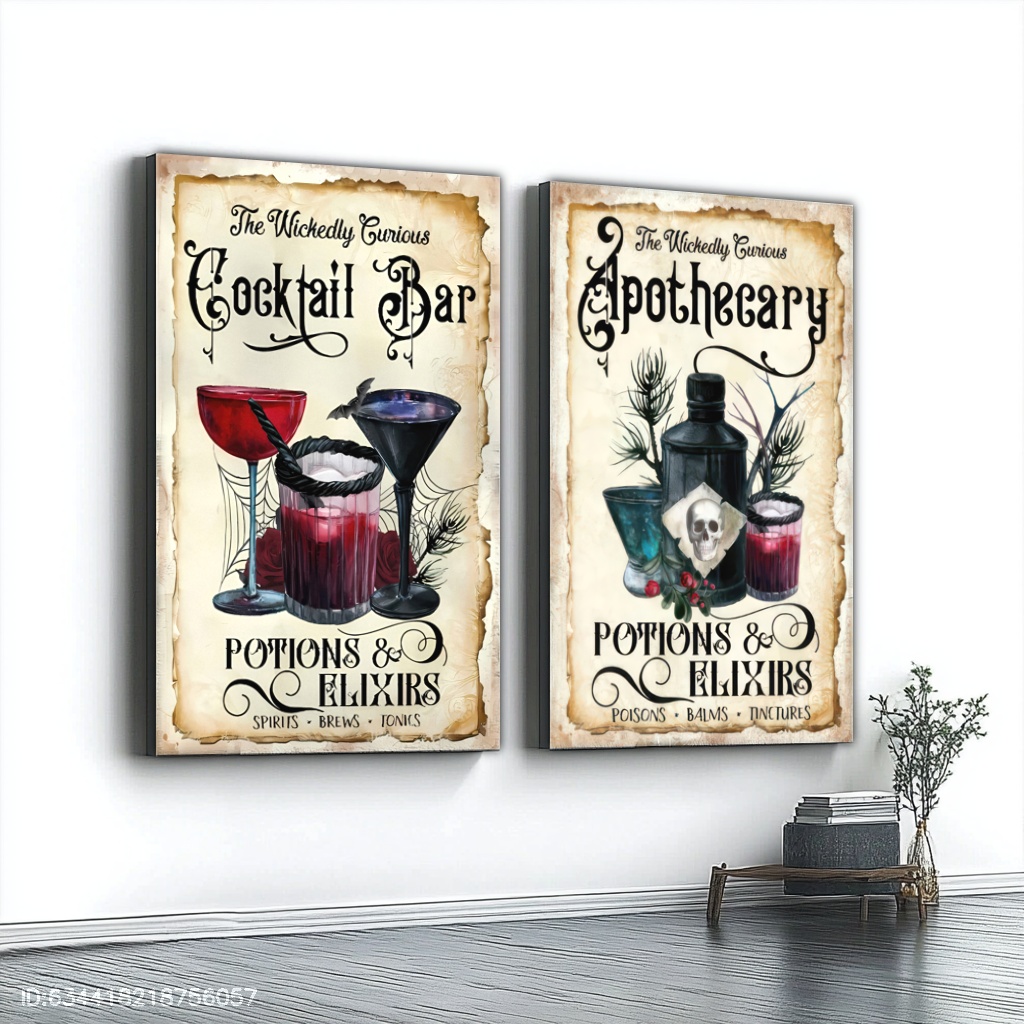 The Wickedly Curious
Cocktail Bar
POTIONS &
ELIXIRS
SPIRITS • BREWS • TONICS
The Wickedly Curious
Apothecary
POTIONS &
ELIXIRS
POISONS • BALMS • TINCTURES
ID:634418218756057